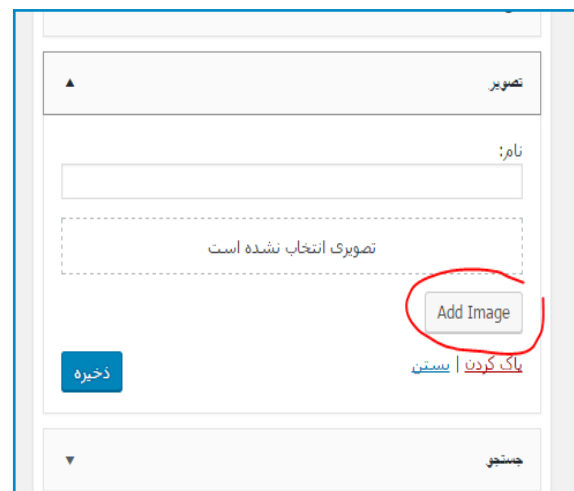 تصویر
نام:
تصویری انتخاب نشده است
Add Image
پاک کردن | بستن
ذخیره
جستجو